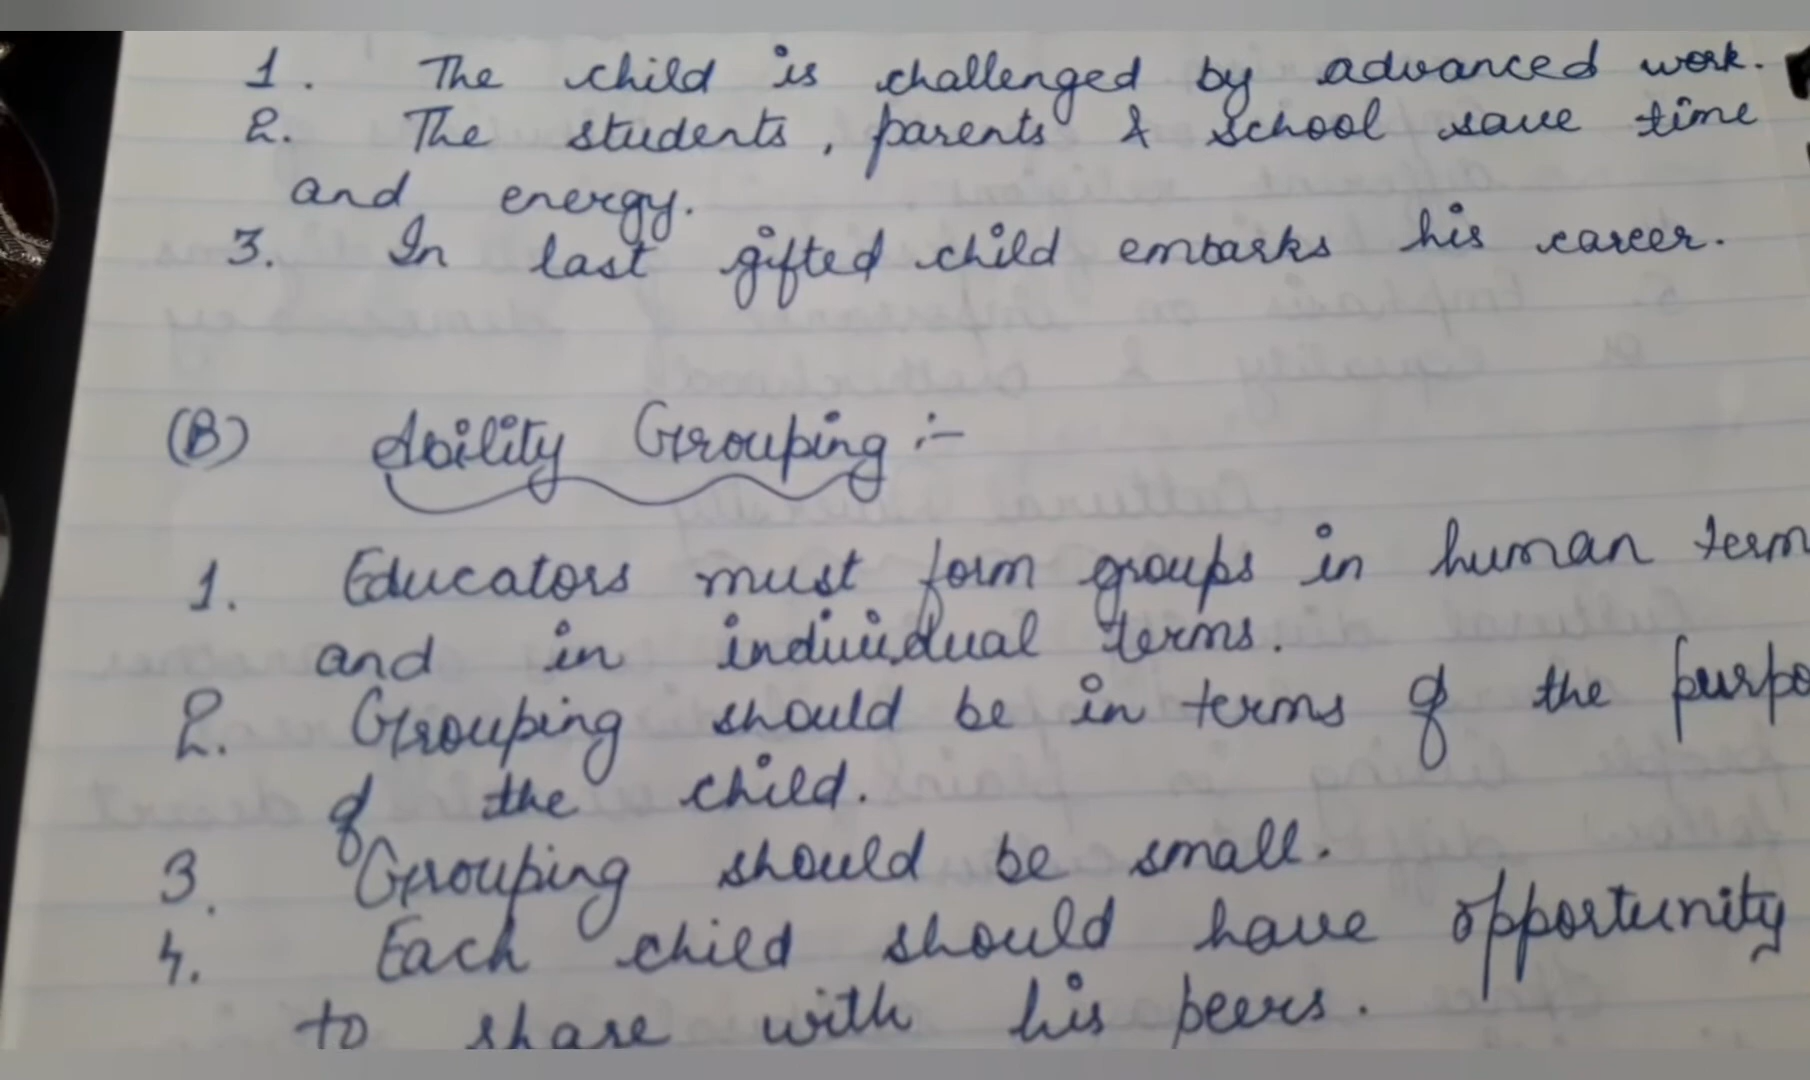 1. The child is challenged by advanced work.
2. The students, parents & school save time
and energy.
3. In last gifted child embarks his career.
(B) Ability Grouping :-
1. Educators must form groups in human term
and in individual terms.
2. Grouping should be in terms of the purpo
of the child.
3. Grouping should be small.
4. Each child should have opportunity
to share with his peers.